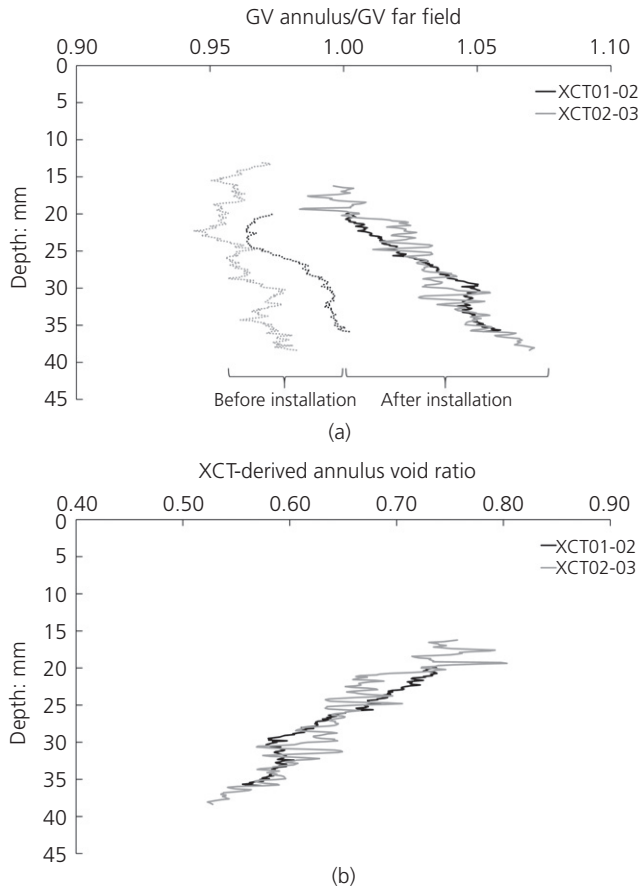 GV annulus/GV far field
0.90 0.95 1.00 1.05 1.10
0
5
10
15
20
25
30
35
40
45
Depth: mm
XCT01-02
XCT02-03
Before installation After installation
(a)
XCT-derived annulus void ratio
0.40 0.50 0.60 0.70 0.80 0.90
0
5
10
15
20
25
30
35
40
45
Depth: mm
XCT01-02
XCT02-03
(b)